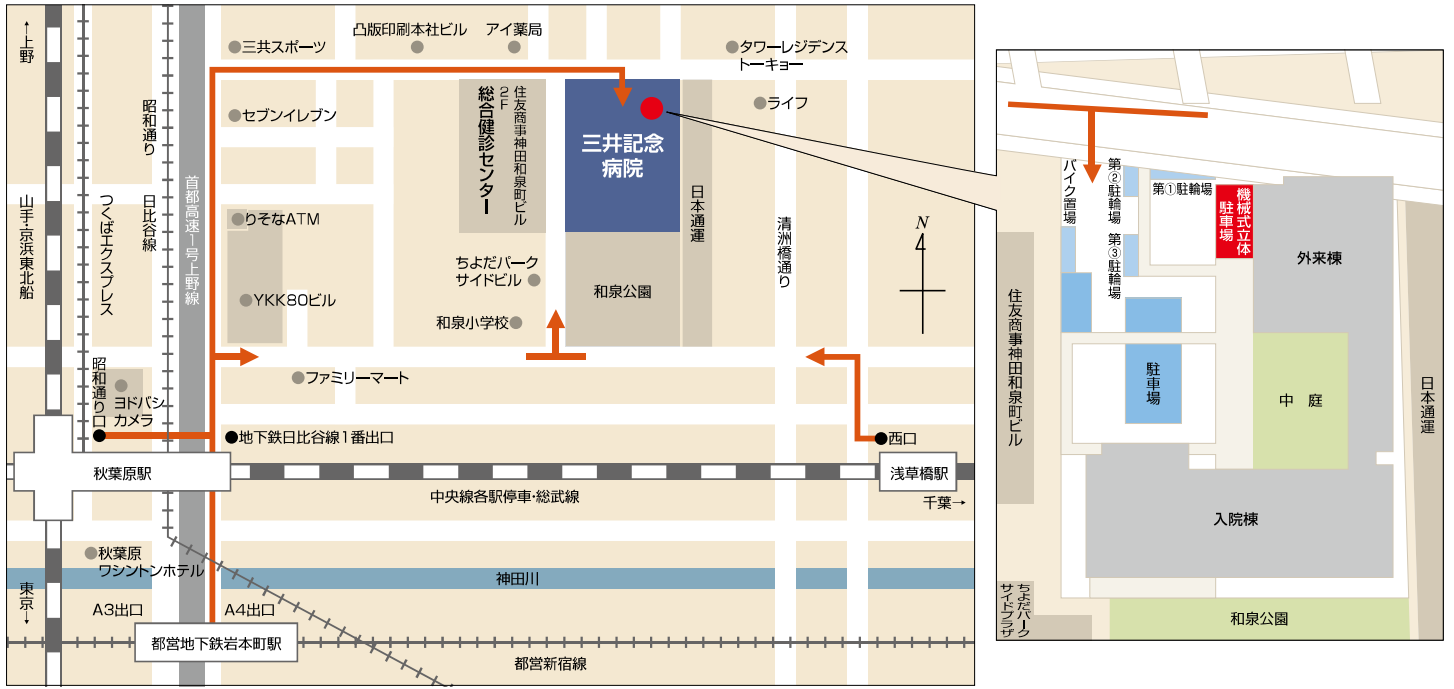 ←上野
三共スポーツ
凸版印刷本社ビル
アイ薬局
タワーレジデンス
トーキョー
昭和通り
セブンイレブン
住友商事神田和泉町ビル
2F
総合健診センター
三井記念
病院
ライフ
山手・京浜東北船
つくばエクスプレス
日比谷線
首都高速1号上野線
りそなATM
日本通運
清洲橋通り
N
ちよだパーク
サイドビル
YKK80ビル
和泉小学校
和泉公園
昭和通り口
ヨドバシ
カメラ
ファミリーマート
地下鉄日比谷線1番出口
西口
秋葉原駅
浅草橋駅
中央線各駅停車・総武線
千葉→
秋葉原
ワシントンホテル
神田川
東京→
A3出口
A4出口
都営地下鉄岩本町駅
都営新宿線
バイク置場
第②駐輪場
第①駐輪場
機械式立体
駐車場
第③駐輪場
外来棟
住友商事神田和泉町ビル
駐車場
中 庭
日本通運
入院棟
ちよだパーク
サイドプラザ
和泉公園